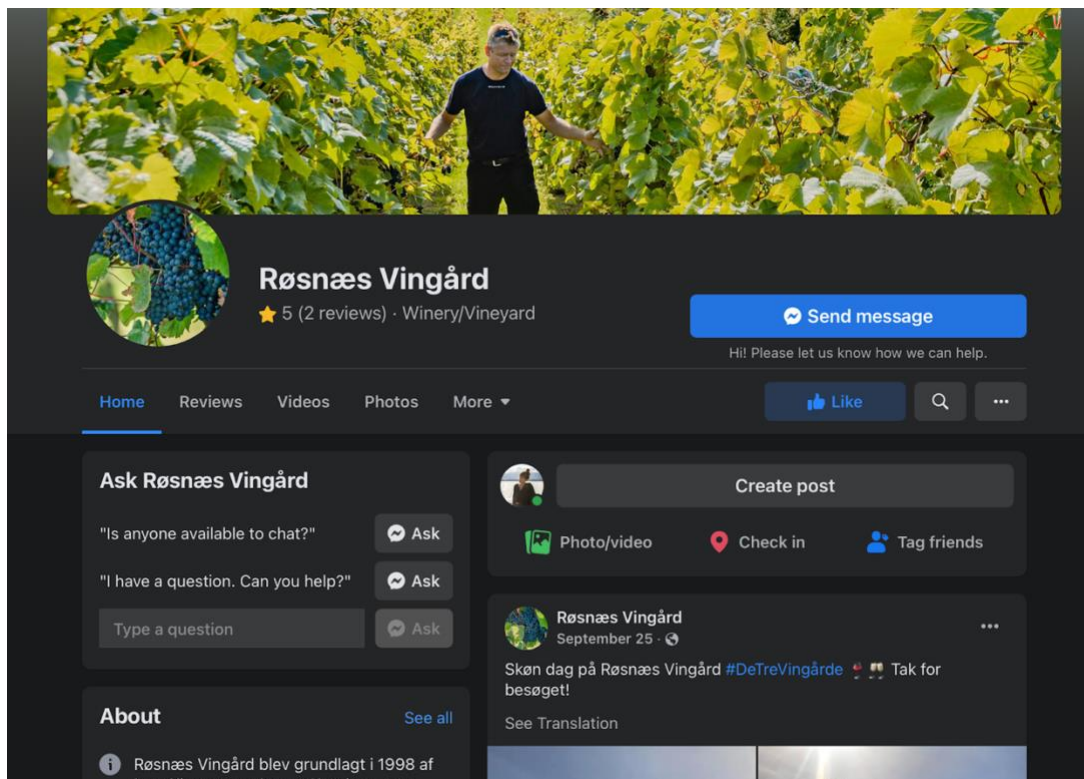 Røsnæs Vingård
5 (2 reviews) · Winery/Vineyard
Send message
Hi! Please let us know how we can help.
Home
Reviews
Videos
Photos
More
Like
Ask Røsnæs Vingård
"Is anyone available to chat?"
Ask
"I have a question. Can you help?"
Ask
Type a question
Ask
About
See all
Røsnæs Vingård blev grundlagt i 1998 af
Create post
Photo/video
Check in
Tag friends
Røsnæs Vingård
September 25 ·
Skøn dag på Røsnæs Vingård #DeTreVingårde 🍷 🥂 Tak for
besøget!
See Translation